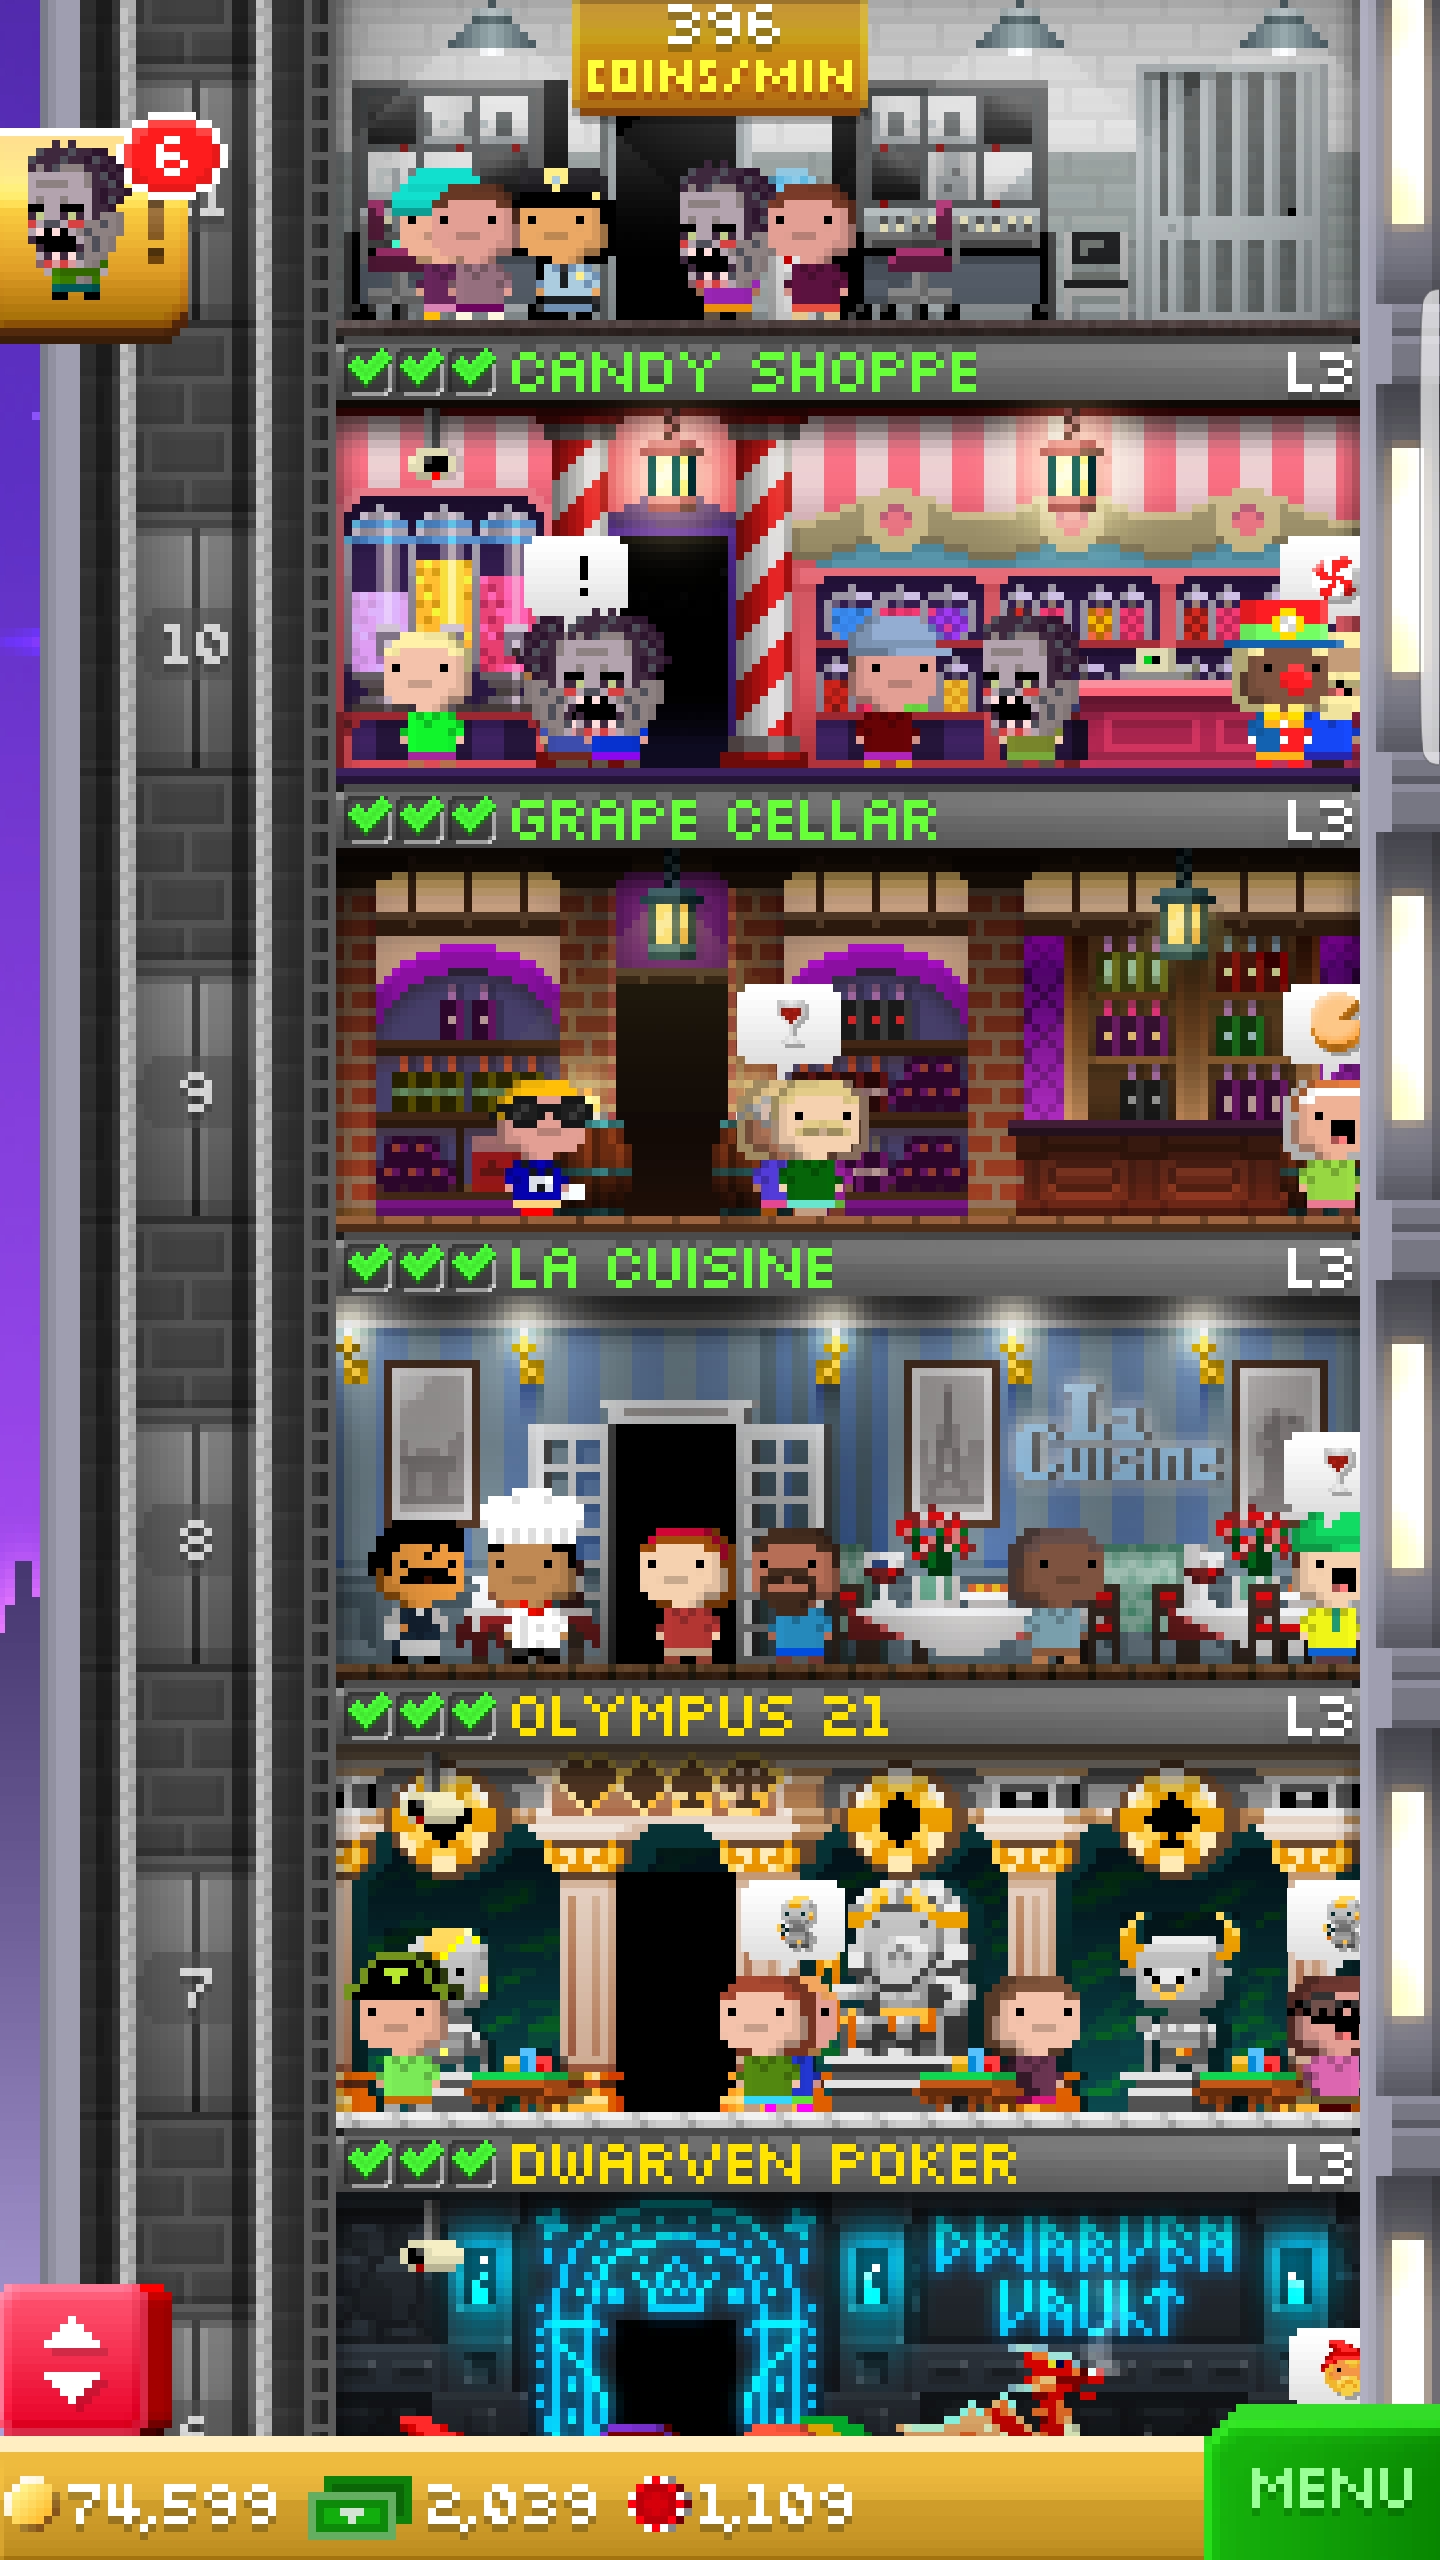 396
COINS/MIN
6
!
CANDY SHOPPE L3
!
10
GRAPE CELLAR L3
9
LA CUISINE L3
La
Cuisine
8
OLYMPUS 21 L3
7
DWARVEN POKER L3
DWARVEN
VAULT
74,599 2,039 1,109
MENU